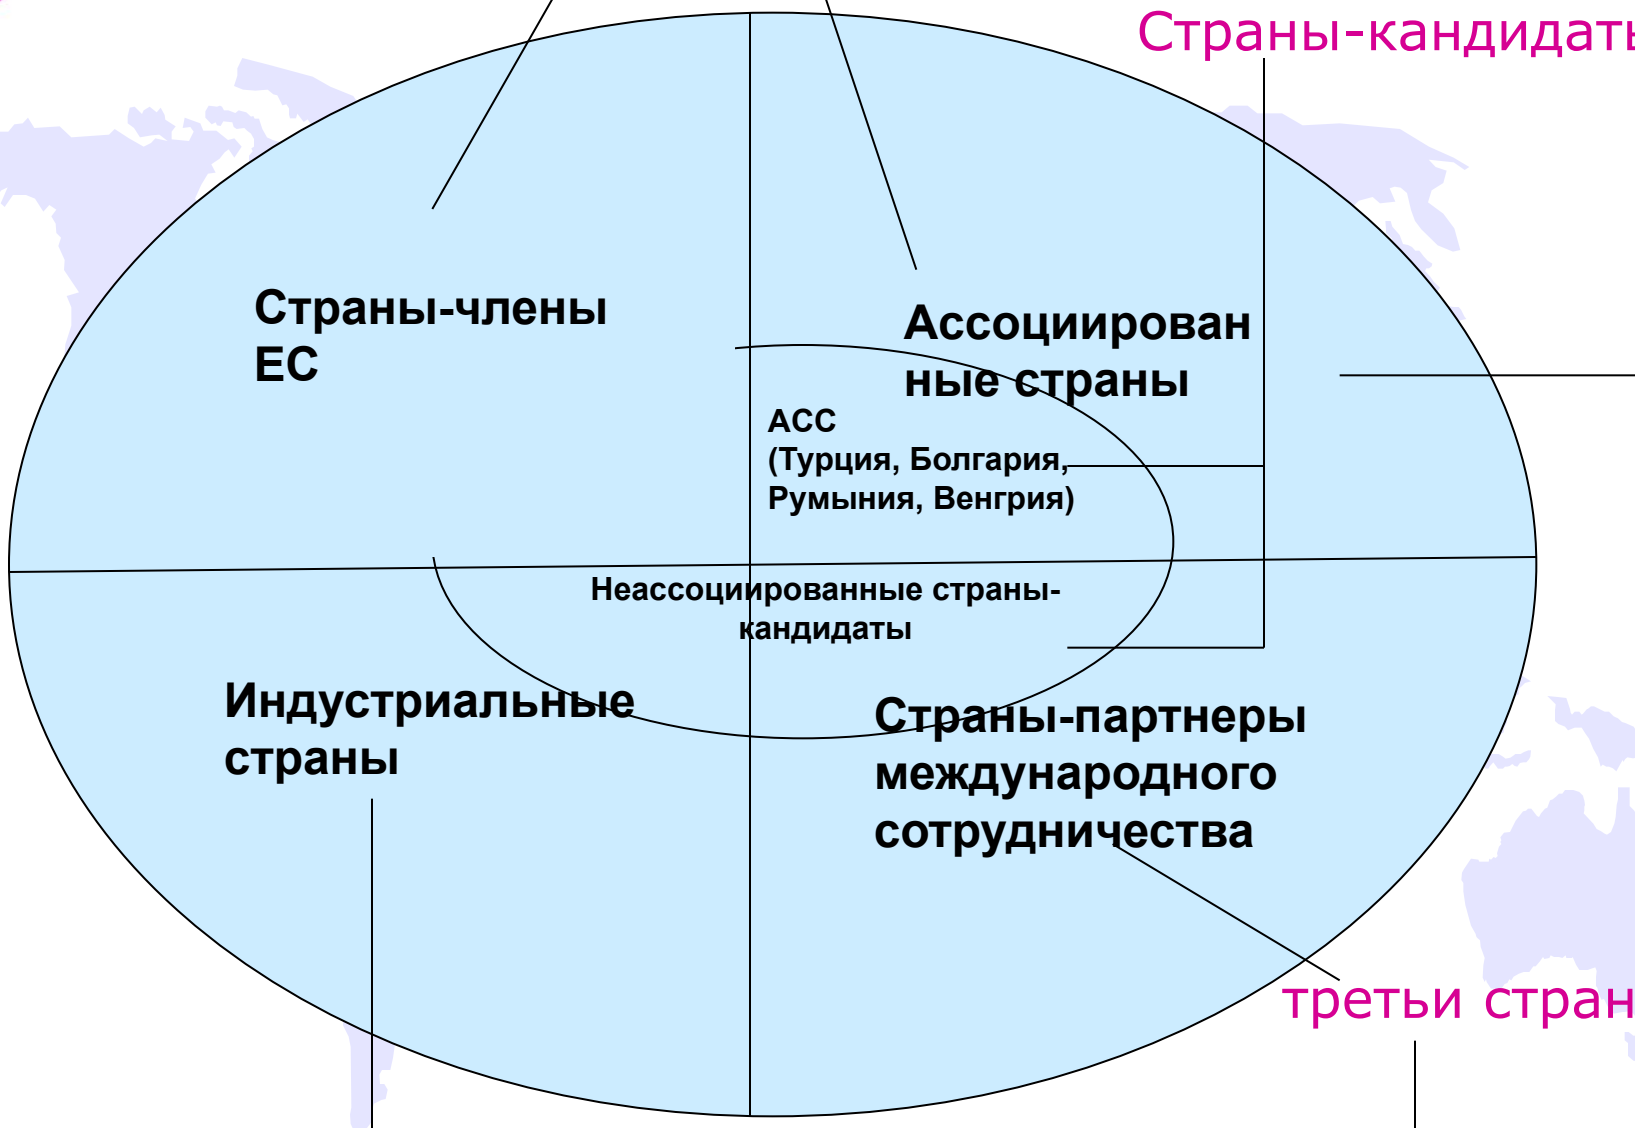 Страны-кандидаты
Страны-члены
ЕС
Ассоциирован
ные страны
АСС
(Турция, Болгария,
Румыния, Венгрия)
Неассоциированные страны-
кандидаты
Индустриальные
страны
Страны-партнеры
международного
сотрудничества
третьи стран